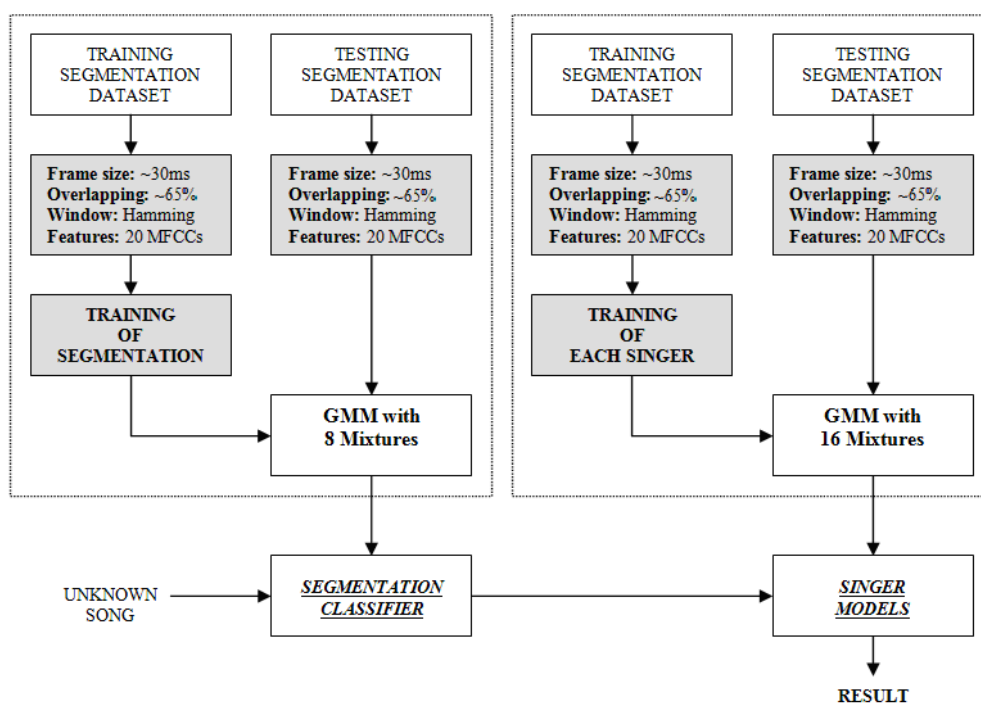 TRAINING
SEGMENTATION
DATASET
TESTING
SEGMENTATION
DATASET
TRAINING
SEGMENTATION
DATASET
TESTING
SEGMENTATION
DATASET
Frame size: ~30ms
Overlapping: ~65%
Window: Hamming
Features: 20 MFCCs
Frame size: ~30ms
Overlapping: ~65%
Window: Hamming
Features: 20 MFCCs
Frame size: ~30ms
Overlapping: ~65%
Window: Hamming
Features: 20 MFCCs
Frame size: ~30ms
Overlapping: ~65%
Window: Hamming
Features: 20 MFCCs
TRAINING
OF
SEGMENTATION
TRAINING
OF
EACH SINGER
GMM with
8 Mixtures
GMM with
16 Mixtures
UNKNOWN
SONG
SEGMENTATION
CLASSIFIER
SINGER
MODELS
RESULT